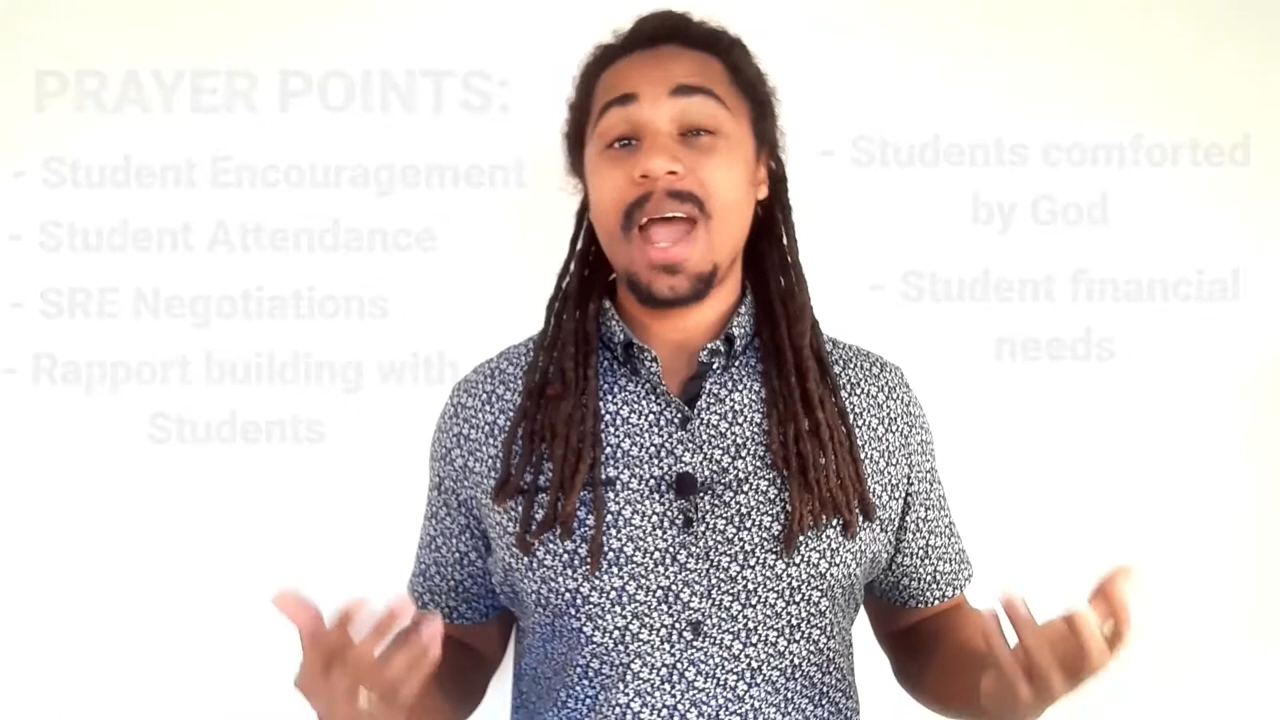 PRAYER POINTS:
- Student Encouragement
- Student Attendance
- SRE Negotiations
- Rapport building with
Students
- Students comforted
by God
- Student financial
needs